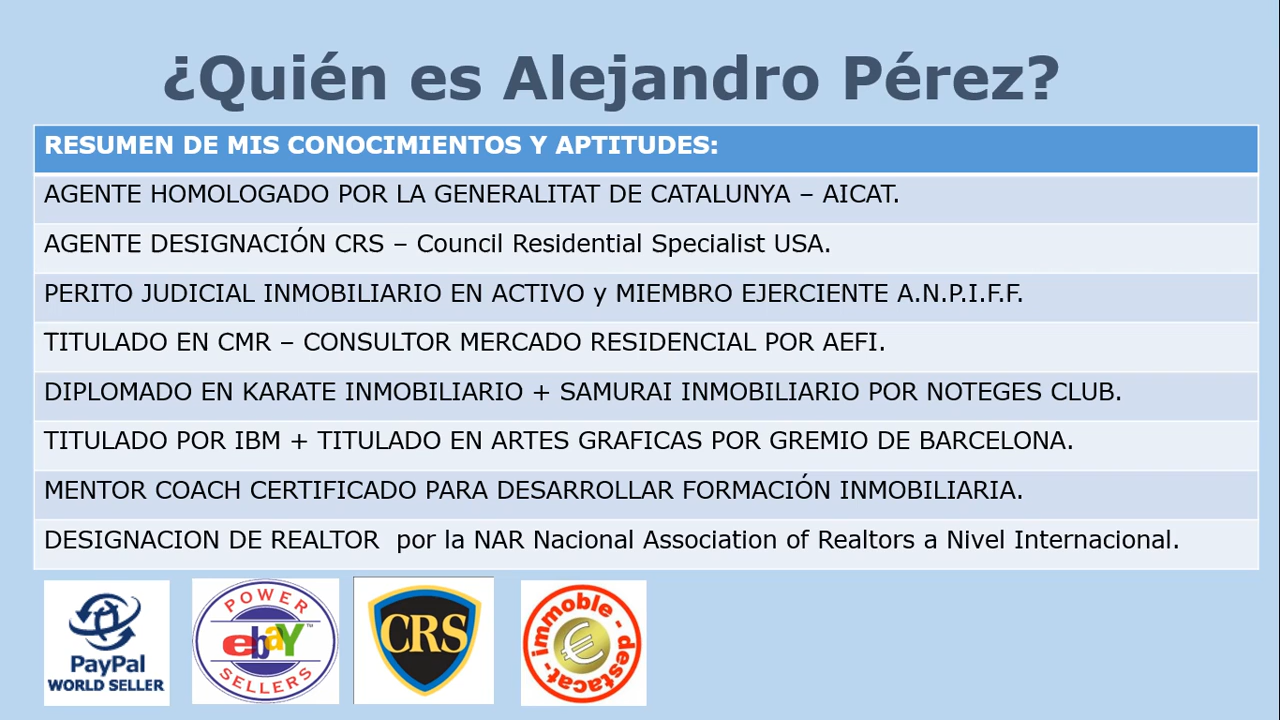 ¿Quién es Alejandro Pérez?
RESUMEN DE MIS CONOCIMIENTOS Y APTITUDES:
AGENTE HOMOLOGADO POR LA GENERALITAT DE CATALUNYA – AICAT.
AGENTE DESIGNACIÓN CRS – Council Residential Specialist USA.
PERITO JUDICIAL INMOBILIARIO EN ACTIVO y MIEMBRO EJERCIENTE A.N.P.I.F.F.
TITULADO EN CMR – CONSULTOR MERCADO RESIDENCIAL POR AEFI.
DIPLOMADO EN KARATE INMOBILIARIO + SAMURAI INMOBILIARIO POR NOTEGES CLUB.
TITULADO POR IBM + TITULADO EN ARTES GRAFICAS POR GREMIO DE BARCELONA.
MENTOR COACH CERTIFICADO PARA DESARROLLAR FORMACIÓN INMOBILIARIA.
DESIGNACION DE REALTOR  por la NAR Nacional Association of Realtors a Nivel Internacional.
PayPal
WORLD SELLER
POWER
ebaY™
SELLERS
CRS
immoble - destacat -
€